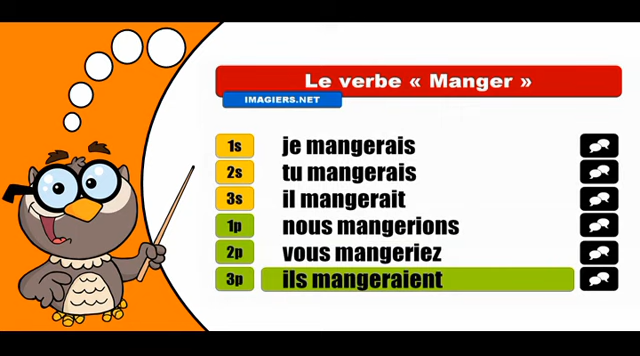 Le verbe « Manger »
IMAGIERS.NET
1s je mangerais
2s tu mangerais
3s il mangerait
1p nous mangerions
2p vous mangeriez
3p ils mangeraient